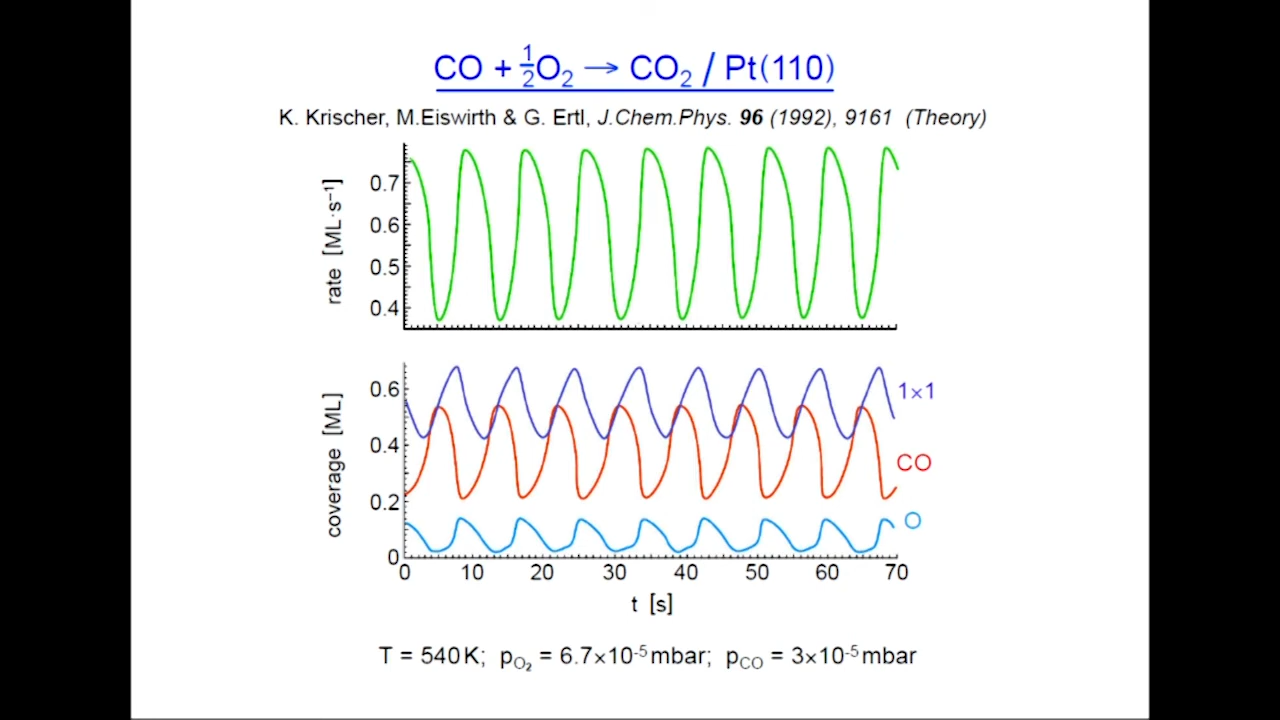 CO + ½O₂ → CO₂ / Pt(110)
K. Krischer, M.Eiswirth & G. Ertl, J.Chem.Phys. 96 (1992), 9161 (Theory)
rate [ML·s⁻¹]
0.7
0.6
0.5
0.4
coverage [ML]
0.6
0.4
0.2
0
1×1
CO
O
0 10 20 30 40 50 60 70
t [s]
T = 540 K; p_O₂ = 6.7×10⁻⁵ mbar; p_CO = 3×10⁻⁵ mbar